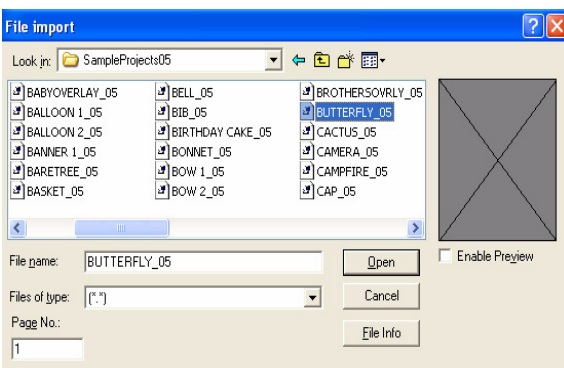 File import
Look in: SampleProjects05
BABYOVERLAY_05 BELL_05 BROTHERSOVRLY_05
BALLOON 1_05 BIB_05 BUTTERFLY_05
BALLOON 2_05 BIRTHDAY CAKE_05 CACTUS_05
BANNER 1_05 BONNET_05 CAMERA_05
BARETREE_05 BOW 1_05 CAMPFIRE_05
BASKET_05 BOW 2_05 CAP_05
File name: BUTTERFLY_05 Open Enable Preview
Files of type: (*.*) Cancel
Page No.:
1 File Info